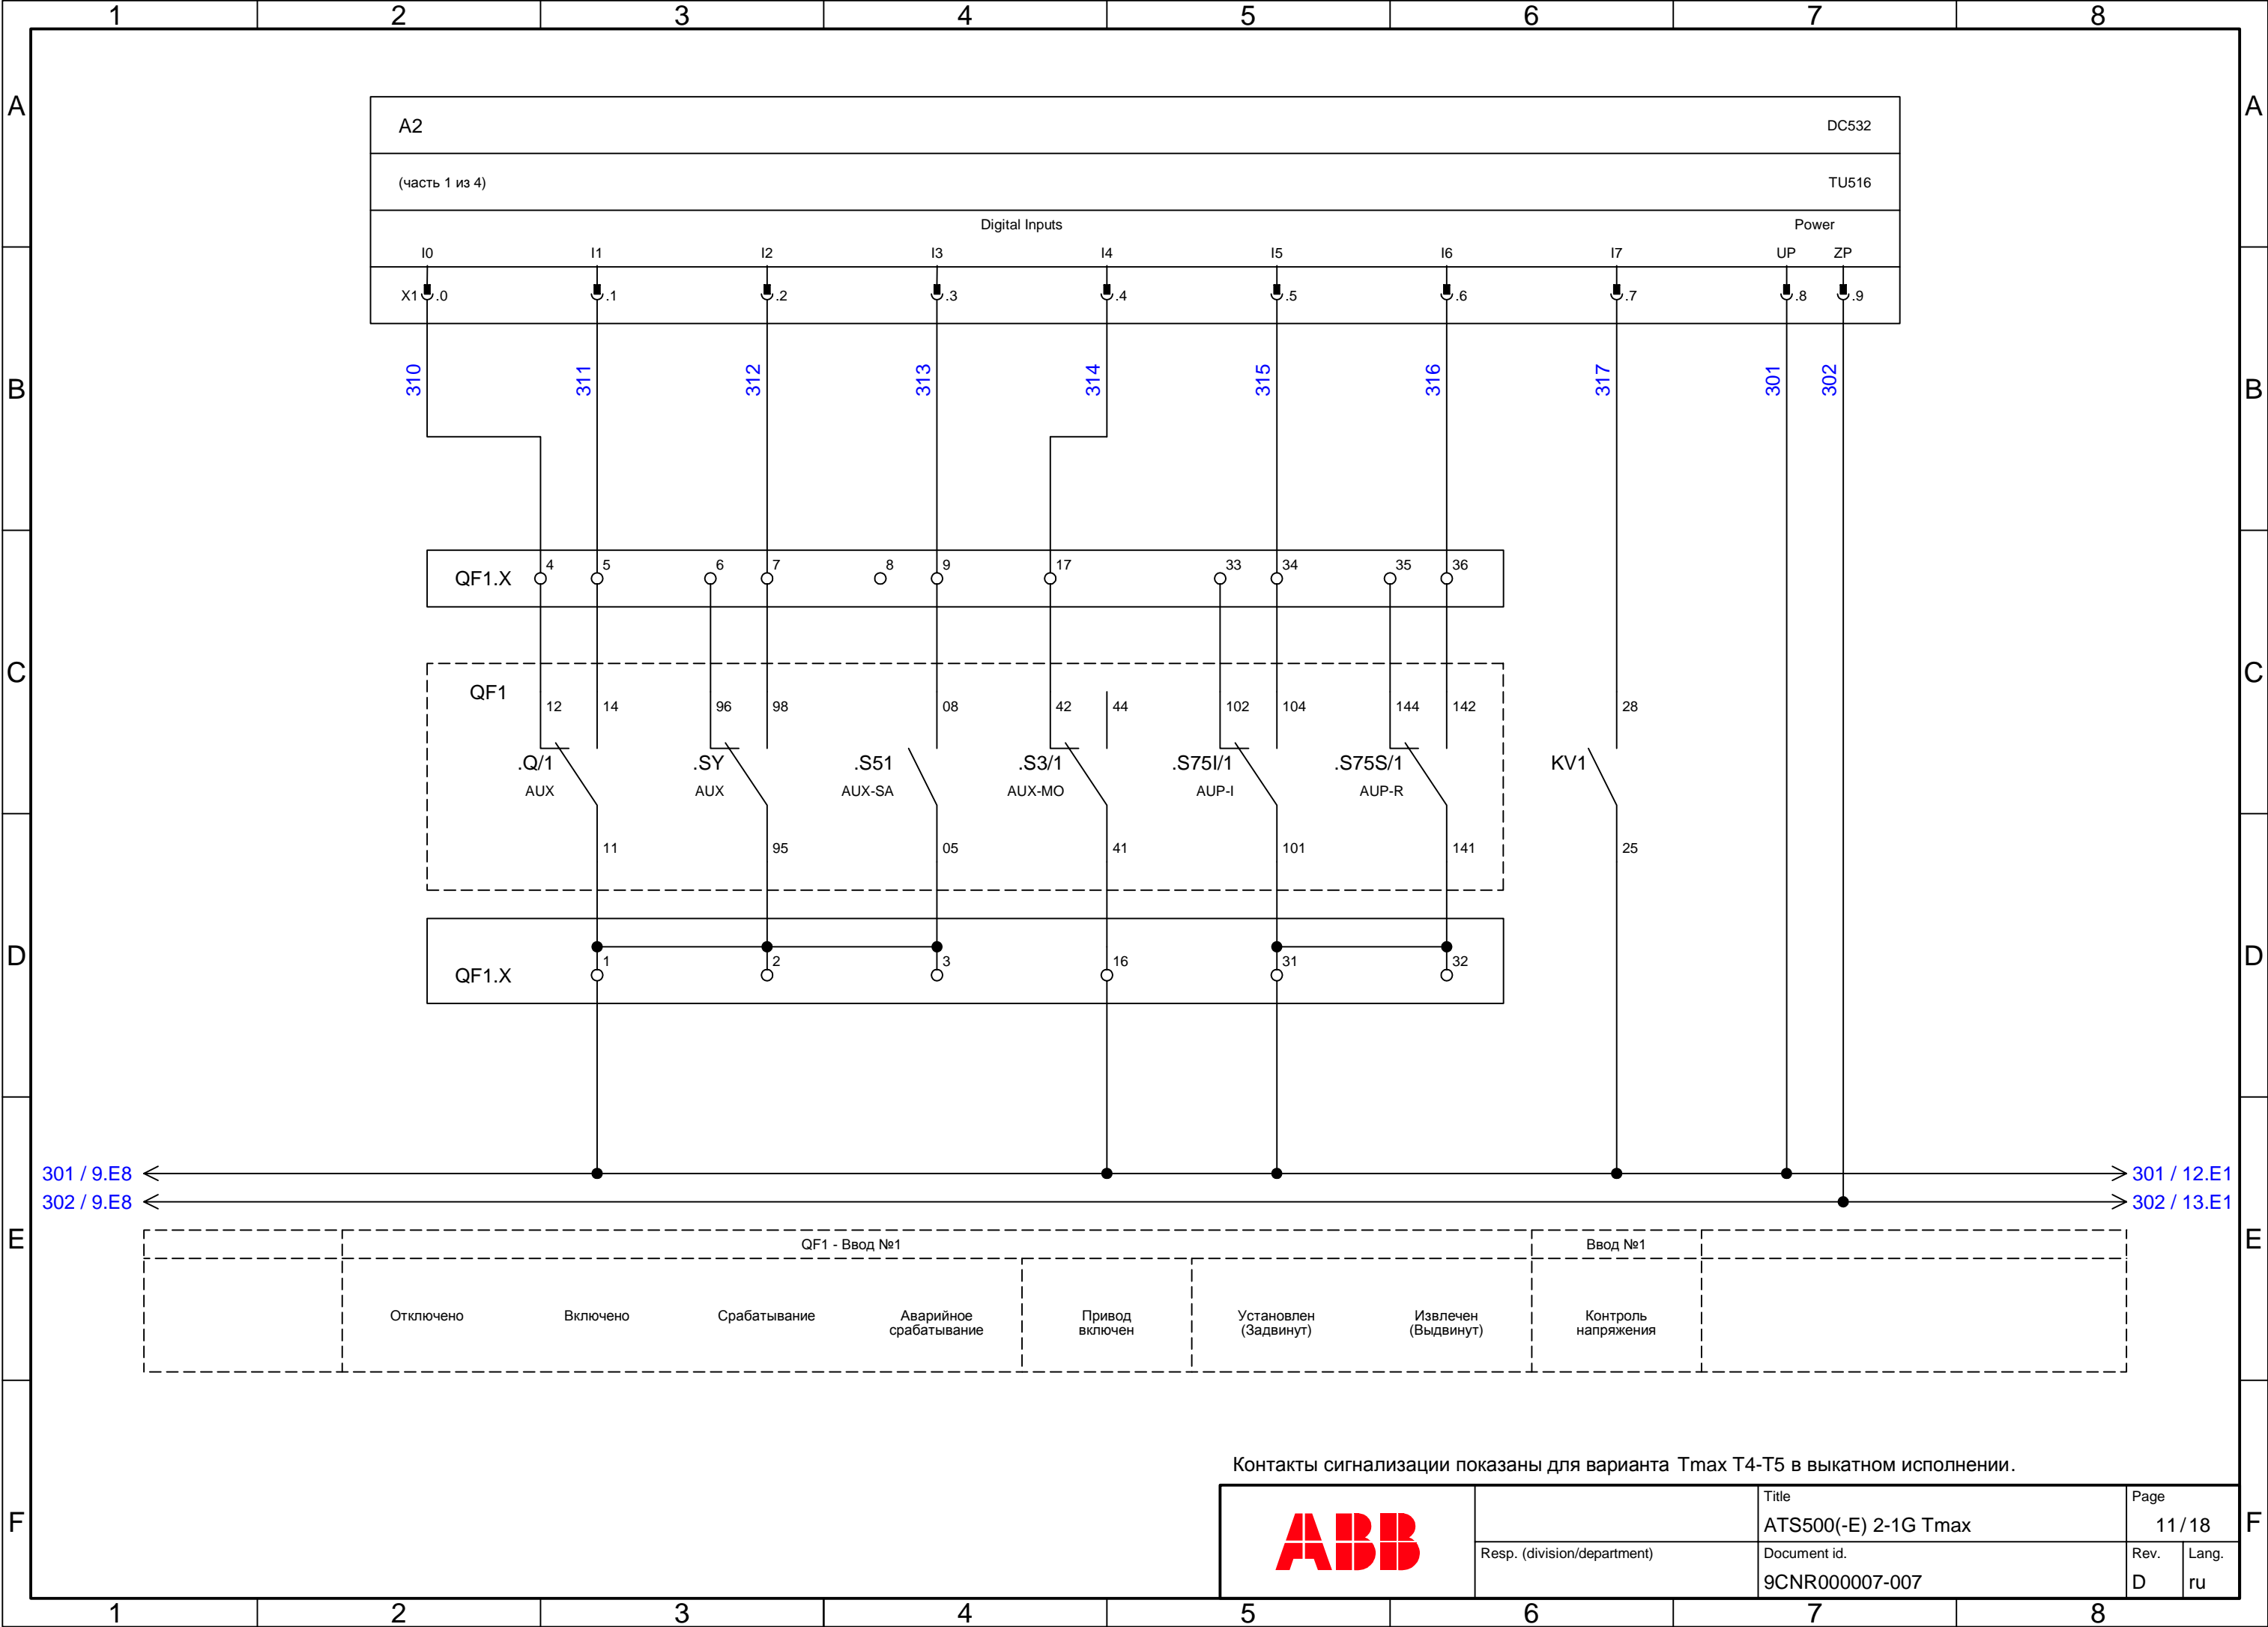 1 2 3 4 5 6 7 8
A A
A2 DC532
(часть 1 из 4) TU516
Digital Inputs Power
I0 I1 I2 I3 I4 I5 I6 I7 UP ZP
X1 .0 .1 .2 .3 .4 .5 .6 .7 .8 .9
310 311 312 313 314 315 316 317 301 302
B B
QF1.X 4 5 6 7 8 9 17 33 34 35 36
C C
QF1
12 14 96 98 08 42 44 102 104 144 142 28
.Q/1 .SY .S51 .S3/1 .S75I/1 .S75S/1 KV1
AUX AUX AUX-SA AUX-MO AUP-I AUP-R
11 95 05 41 101 141 25
D D
QF1.X 1 2 3 16 31 32
301 / 9.E8 301 / 12.E1
302 / 9.E8 302 / 13.E1
E E
QF1 - Ввод №1 Ввод №1
Отключено Включено Срабатывание Аварийное Привод Установлен Извлечен Контроль
срабатывание включен (Задвинут) (Выдвинут) напряжения
Контакты сигнализации показаны для варианта Tmax T4-T5 в выкатном исполнении.
F F
ABB
Title Page
ATS500(-E) 2-1G Tmax 11/18
Resp. (division/department) Document id. Rev. Lang.
9CNR000007-007 D ru
1 2 3 4 5 6 7 8